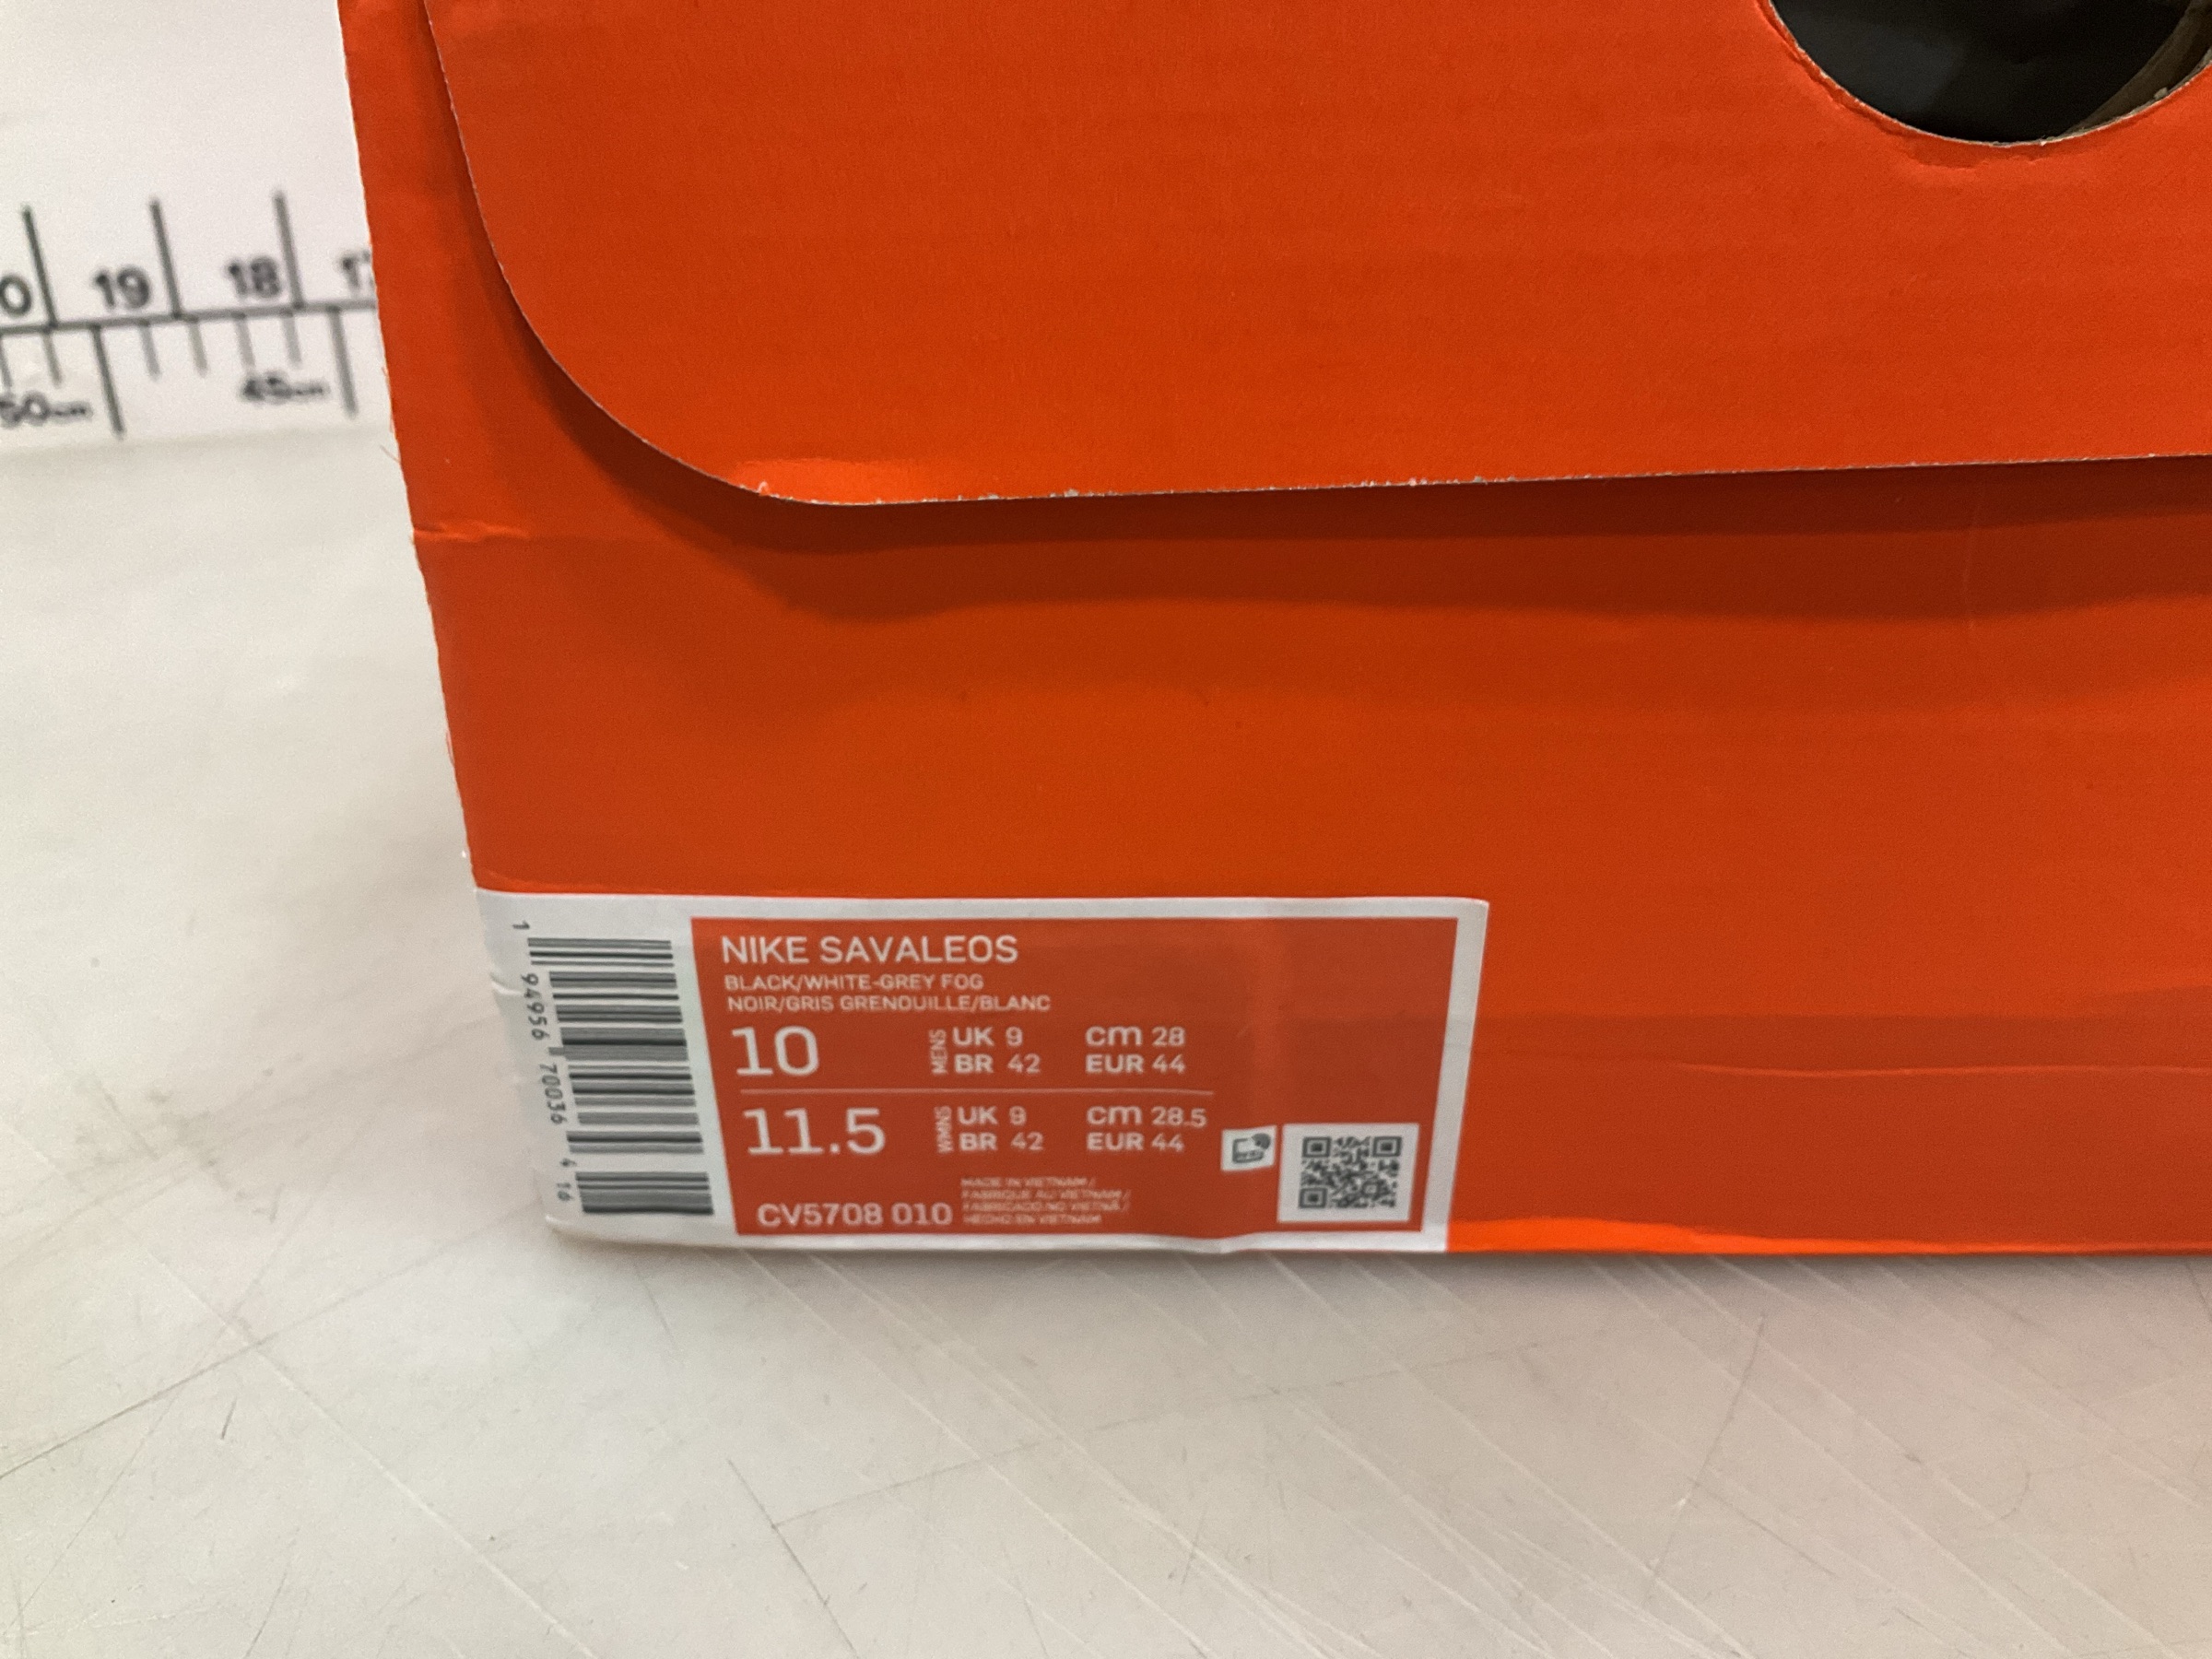 19 18
50cm 45cm
NIKE SAVALEOS
BLACK/WHITE-GREY FOG
NOIR/GRIS GRENOUILLE/BLANC
10 MENS UK 9 cm 28
BR 42 EUR 44
11.5 WMNS UK 9 cm 28.5
BR 42 EUR 44
CV5708 010
MADE IN VIETNAM /
FABRIQUE AU VIETNAM /
FABRICADO NO VIETNÃ /
HECHO EN VIETNAM
1 94956 70036 4 16